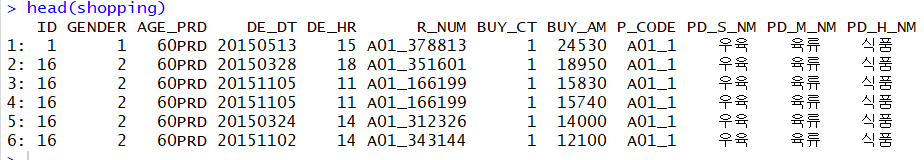 > head(shopping)
ID GENDER AGE_PRD DE_DT DE_HR R_NUM BUY_CT BUY_AM P_CODE PD_S_NM PD_M_NM PD_H_NM
1: 1 1 60PRD 20150513 15 A01_378813 1 24530 A01_1 우육 육류 식품
2: 16 2 60PRD 20150328 18 A01_351601 1 18950 A01_1 우육 육류 식품
3: 16 2 60PRD 20151105 11 A01_166199 1 15830 A01_1 우육 육류 식품
4: 16 2 60PRD 20151105 11 A01_166199 1 15740 A01_1 우육 육류 식품
5: 16 2 60PRD 20150324 14 A01_312326 1 14000 A01_1 우육 육류 식품
6: 16 2 60PRD 20151102 14 A01_343144 1 12100 A01_1 우육 육류 식품
>